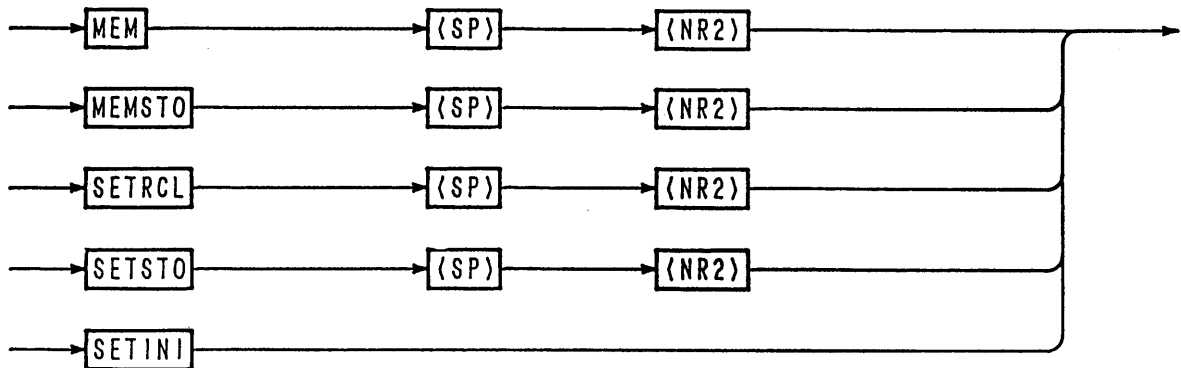 MEM ⟨SP⟩ ⟨NR2⟩
MEMSTO ⟨SP⟩ ⟨NR2⟩
SETRCL ⟨SP⟩ ⟨NR2⟩
SETSTO ⟨SP⟩ ⟨NR2⟩
SETINI